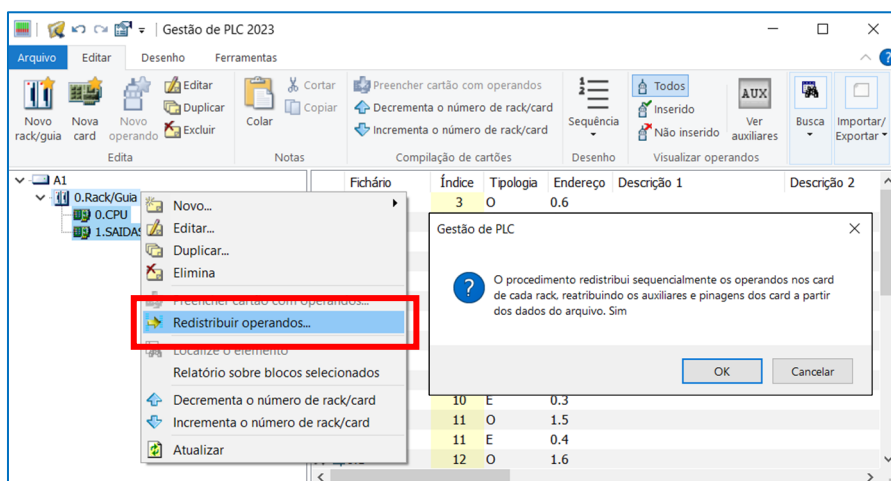 Gestão de PLC 2023
Arquivo Editar Desenho Ferramentas
Novo rack/guia
Nova card
Novo operando
Editar
Duplicar
Excluir
Edita
Colar
Cortar
Copiar
Notas
Preencher cartão com operandos
Decrementa o número de rack/card
Incrementa o número de rack/card
Compilação de cartões
Sequência
Desenho
Todos
Inserido
Não inserido
AUX
Ver auxiliares
Visualizar operandos
Busca
Importar/
Exportar
A1
0.Rack/Guia
0.CPU
1.SAIDAS
Fichário Índice Tipologia Endereço Descrição 1 Descrição 2
3 O 0.6
Novo...
Editar...
Duplicar...
Elimina
Preencher cartão com operandos...
Redistribuir operandos...
Localize o elemento
Relatório sobre blocos selecionados
Decrementa o número de rack/card
Incrementa o número de rack/card
Atualizar
Gestão de PLC
O procedimento redistribui sequencialmente os operandos nos card
de cada rack, reatribuindo os auxiliares e pinagens dos card a partir
dos dados do arquivo. Sim
OK Cancelar
10 E 0.3
11 O 1.5
11 E 0.4
12 O 1.6